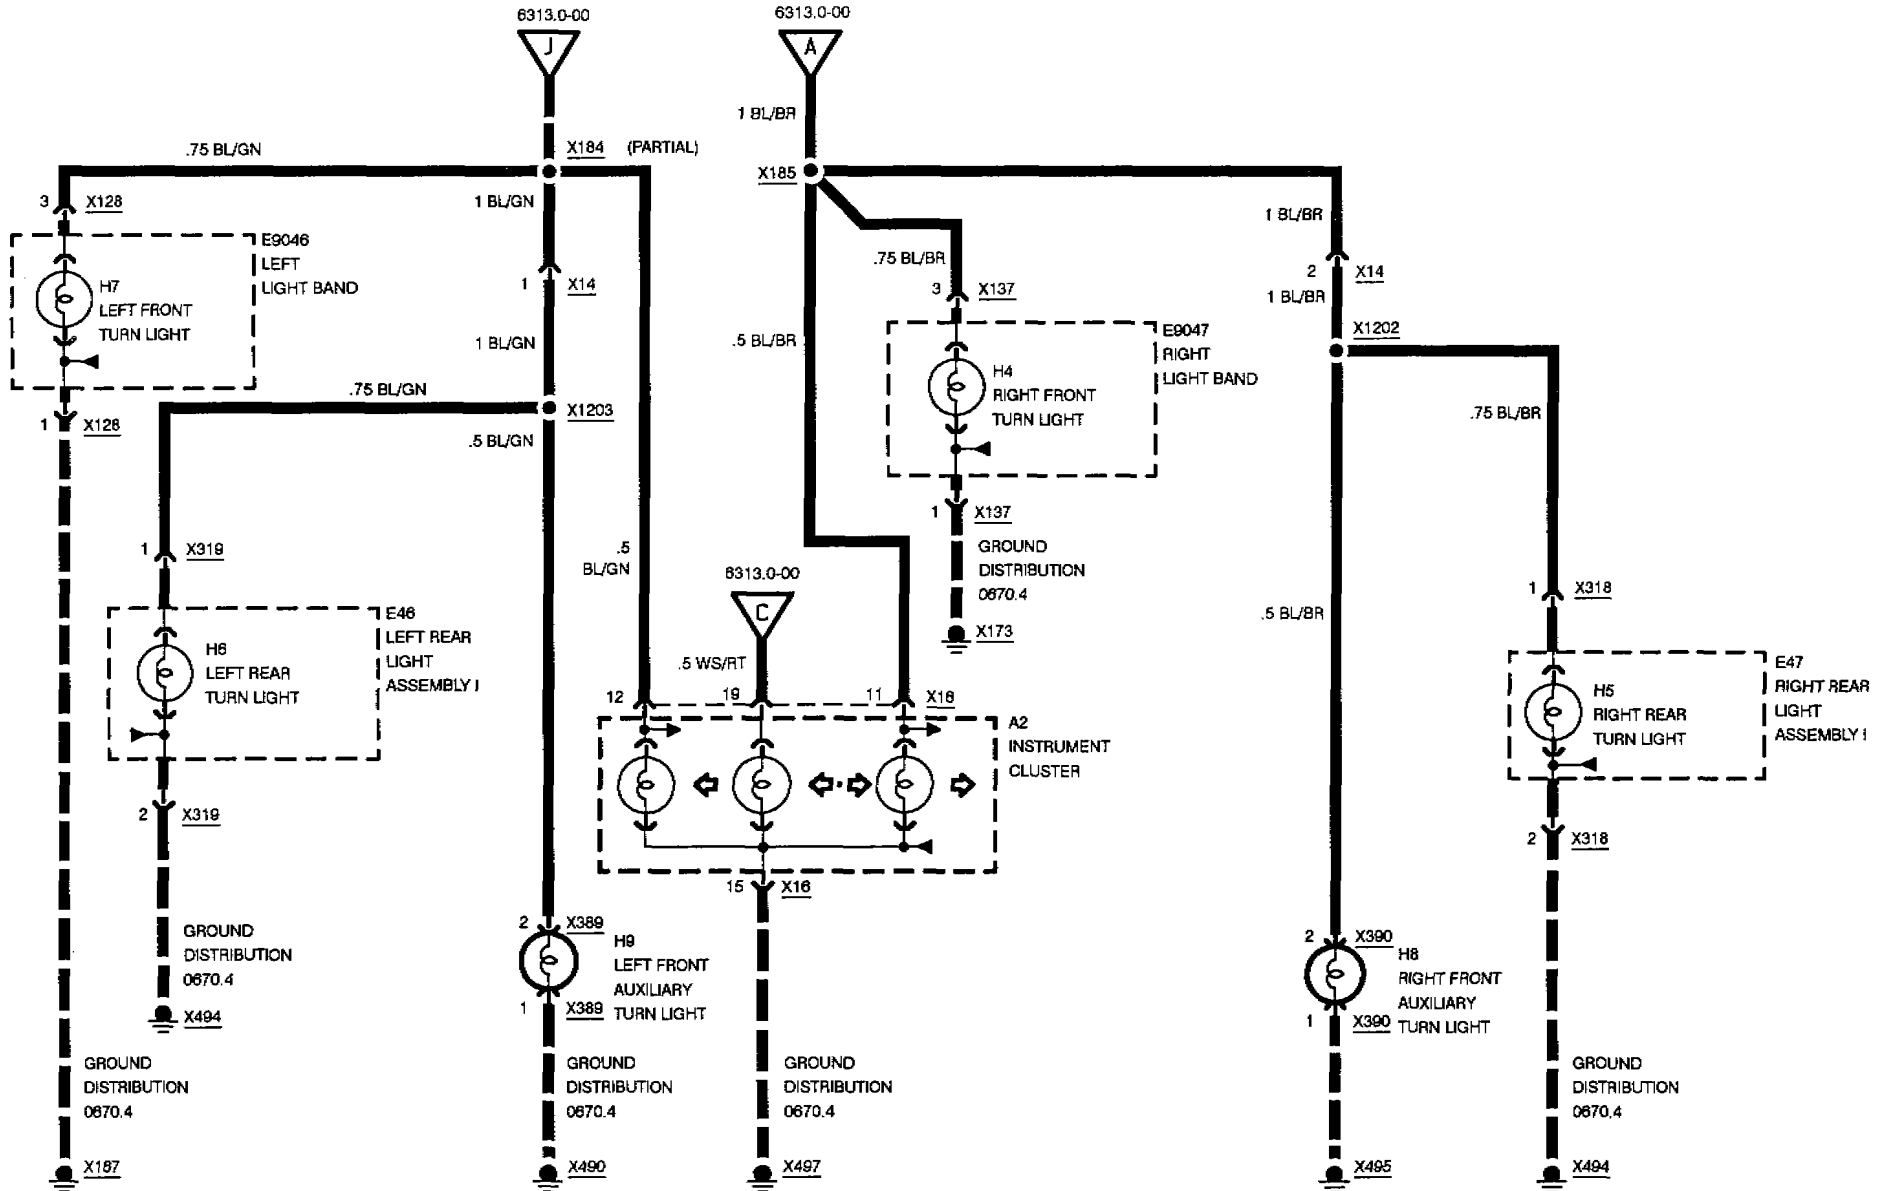 6313.0-00
J
6313.0-00
A
1 BL/BR
.75 BL/GN
X184 (PARTIAL)
X185
3 X128
1 BL/GN
1 BL/BR
E9046
LEFT
LIGHT BAND
H7
LEFT FRONT
TURN LIGHT
1 X14
.75 BL/BR
3 X137
2 X14
1 BL/BR
1 BL/GN
.5 BL/BR
E9047
RIGHT
LIGHT BAND
X1202
H4
RIGHT FRONT
TURN LIGHT
.75 BL/GN
X1203
1 X128
.5 BL/GN
.75 BL/BR
1 X137
GROUND
DISTRIBUTION
0670.4
X173
1 X319
.5
BL/GN
6313.0-00
C
1 X318
.5 BL/BR
E46
LEFT REAR
LIGHT
ASSEMBLY I
H6
LEFT REAR
TURN LIGHT
.5 WS/RT
12 19 11 X16
E47
RIGHT REAR
LIGHT
ASSEMBLY I
H5
RIGHT REAR
TURN LIGHT
A2
INSTRUMENT
CLUSTER
2 X319
2 X318
15 X16
GROUND
DISTRIBUTION
0670.4
X494
2 X389
H9
LEFT FRONT
AUXILIARY
TURN LIGHT
1 X389
2 X390
H8
RIGHT FRONT
AUXILIARY
TURN LIGHT
1 X390
GROUND
DISTRIBUTION
0670.4
GROUND
DISTRIBUTION
0670.4
GROUND
DISTRIBUTION
0670.4
GROUND
DISTRIBUTION
0670.4
X187
X490
X497
X495
X494